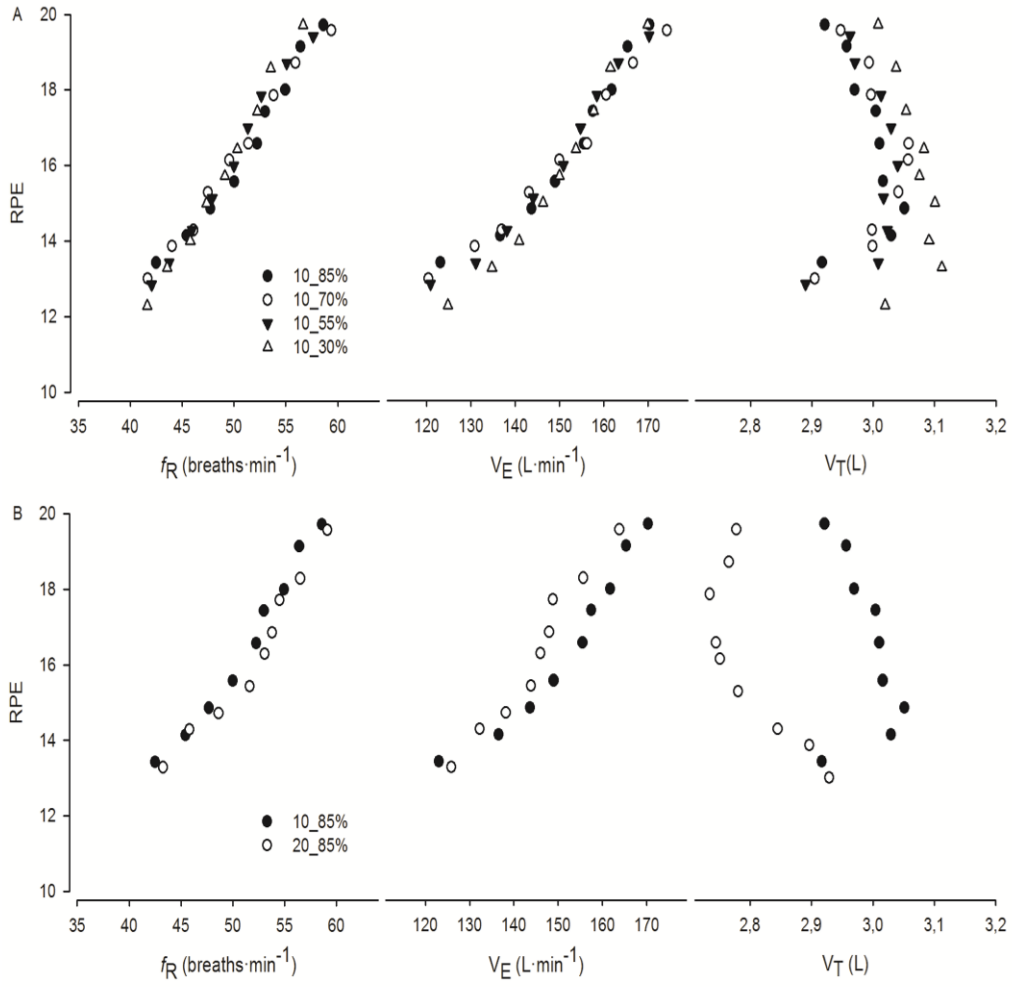 A
20
18
16
14
12
10
RPE
10_85%
10_70%
10_55%
10_30%
35 40 45 50 55 60
120 130 140 150 160 170
2,8 2,9 3,0 3,1 3,2
fR (breaths·min-1)
VE (L·min-1)
VT(L)
B
20
18
16
14
12
10
RPE
10_85%
20_85%
35 40 45 50 55 60
120 130 140 150 160 170
2,8 2,9 3,0 3,1 3,2
fR (breaths·min-1)
VE (L·min-1)
VT (L)